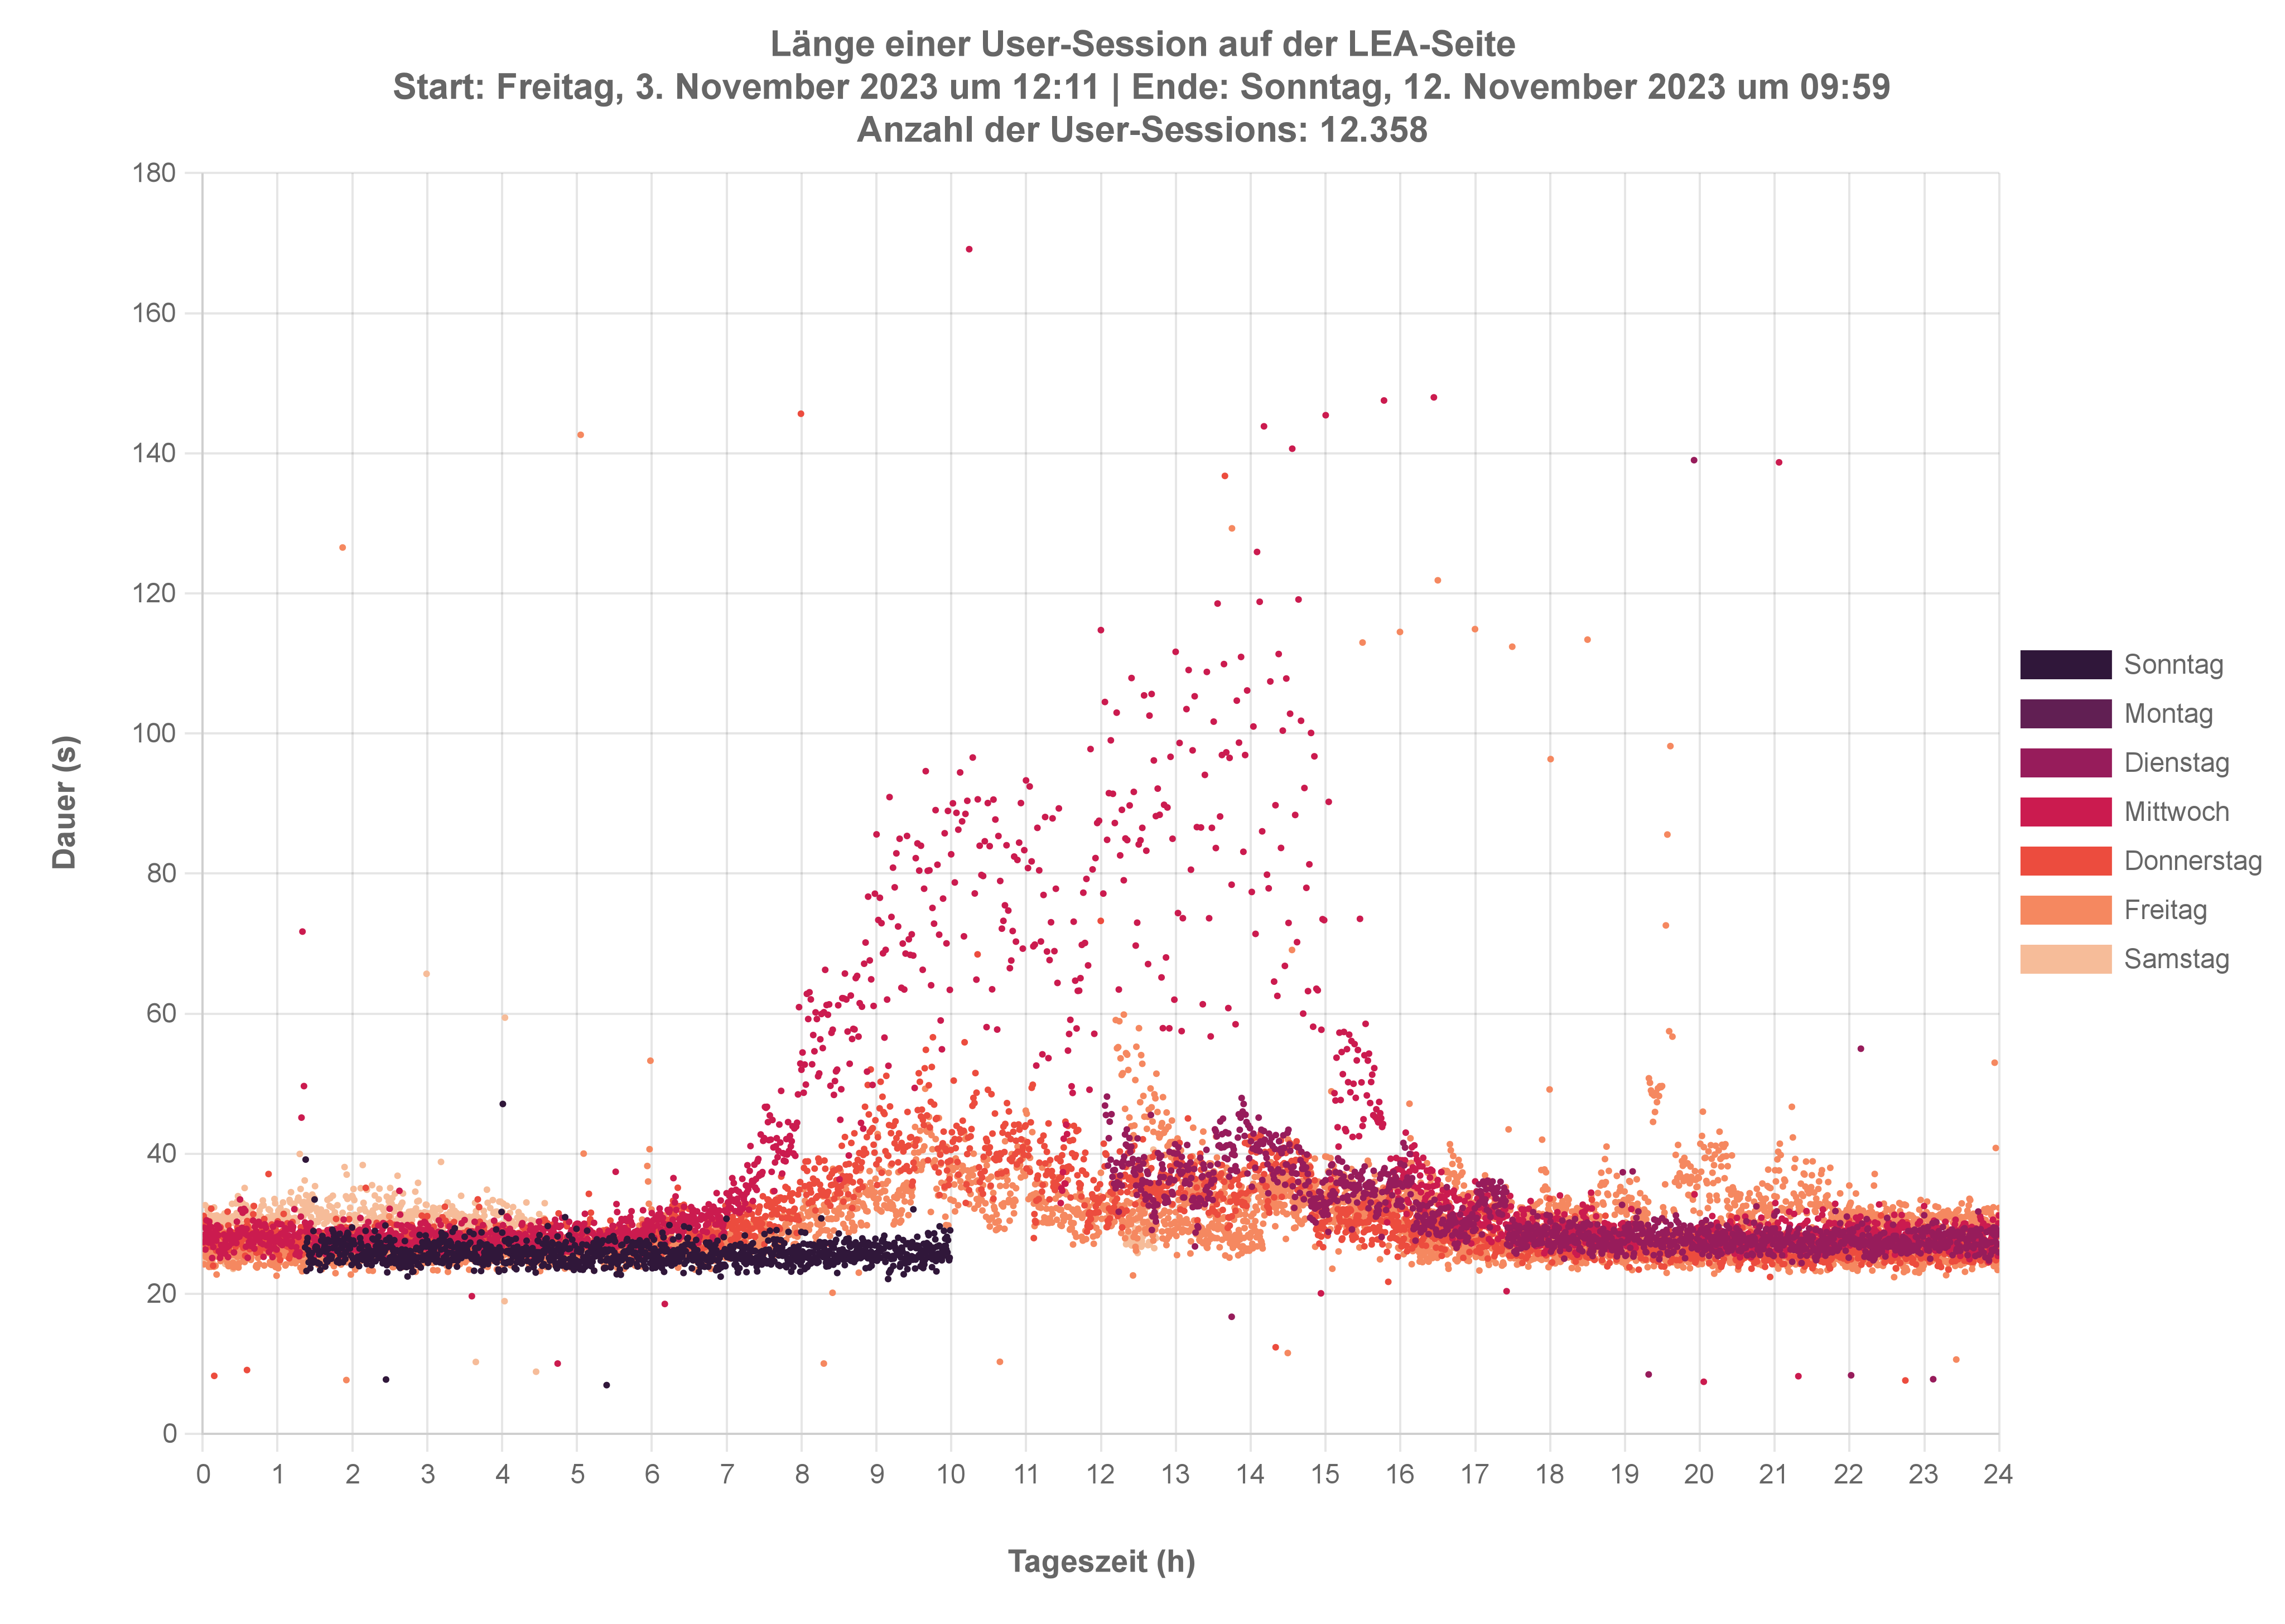 Länge einer User-Session auf der LEA-Seite
Start: Freitag, 3. November 2023 um 12:11 | Ende: Sonntag, 12. November 2023 um 09:59
Anzahl der User-Sessions: 12.358
180
160
140
120
100
80
60
40
20
0
Dauer (s)
0 1 2 3 4 5 6 7 8 9 10 11 12 13 14 15 16 17 18 19 20 21 22 23 24
Tageszeit (h)
Sonntag
Montag
Dienstag
Mittwoch
Donnerstag
Freitag
Samstag